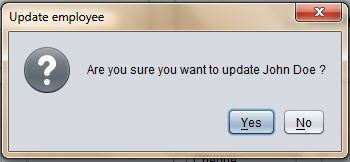 Update employee
Are you sure you want to update John Doe ?
Yes No